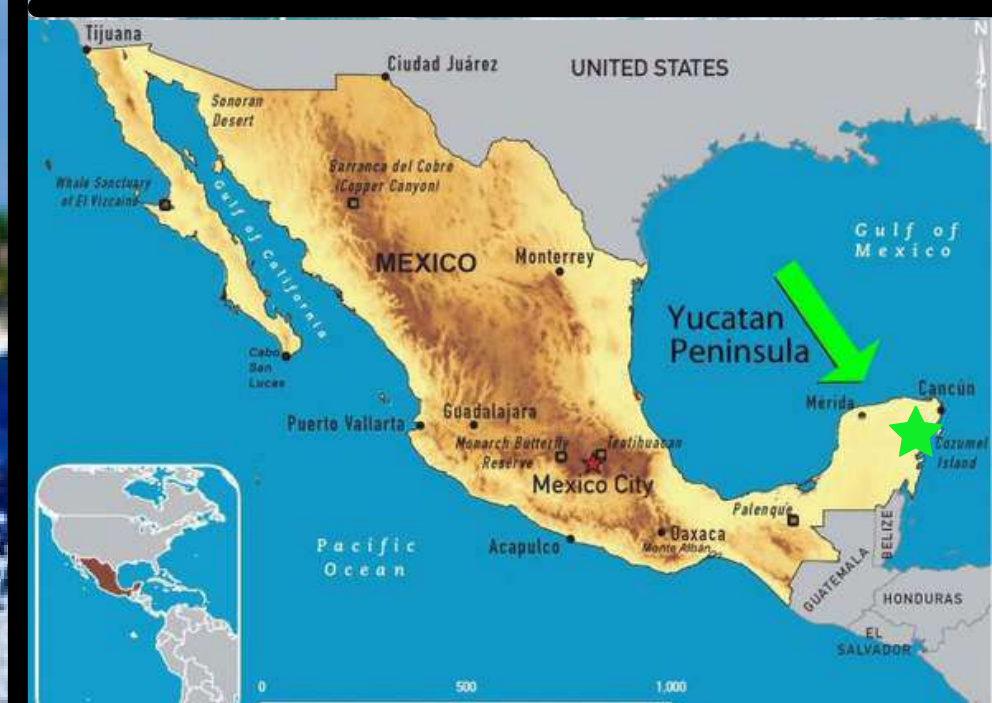 Tijuana
Ciudad Juárez
UNITED STATES
N
Sonoran
Desert
Barranca del Cobre
(Copper Canyon)
Whale Sanctuary
of El Vizcaino
Gulf of California
Gulf of
Mexico
MEXICO
Monterrey
Yucatan
Peninsula
Cabo
San
Lucas
Cancún
Mérida
Puerto Vallarta
Guadalajara
Monarch Butterfly
Reserve
Teotihuacan
Cozumel
Island
Mexico City
Palenque
Pacific
Ocean
Acapulco
Oaxaca
Monte Albán
BELIZE
GUATEMALA
HONDURAS
EL
SALVADOR
0 500 1,000